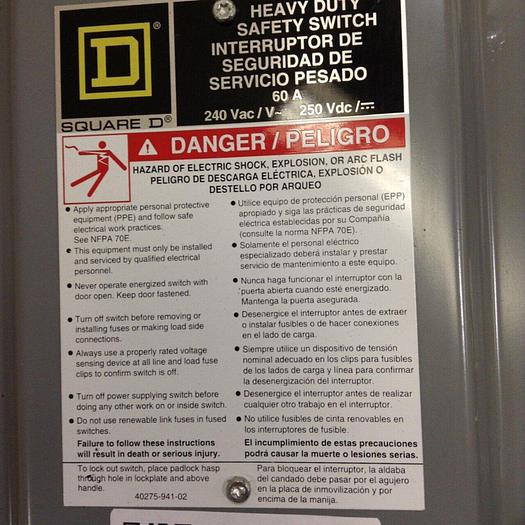 HEAVY DUTY
SAFETY SWITCH
INTERRUPTOR DE
SEGURIDAD DE
SERVICIO PESADO
60 A
240 Vac / V~ 250 Vdc / ⎓
D
SQUARE D®
DANGER / PELIGRO
HAZARD OF ELECTRIC SHOCK, EXPLOSION, OR ARC FLASH
PELIGRO DE DESCARGA ELÉCTRICA, EXPLOSIÓN O
DESTELLO POR ARQUEO
• Apply appropriate personal protective
equipment (PPE) and follow safe
electrical work practices.
See NFPA 70E.
• This equipment must only be installed
and serviced by qualified electrical
personnel.
• Never operate energized switch with
door open. Keep door fastened.
• Turn off switch before removing or
installing fuses or making load side
connections.
• Always use a properly rated voltage
sensing device at all line and load fuse
clips to confirm switch is off.
• Turn off power supplying switch before
doing any other work on or inside switch.
• Do not use renewable link fuses in fused
switches.
Failure to follow these instructions
will result in death or serious injury.
To lock out switch, place padlock hasp
through hole in lockplate and above
handle.
40275-941-02
• Utilice equipo de protección personal (EPP)
apropiado y siga las prácticas de seguridad
eléctrica establecidas por su Compañía
(consulte la norma NFPA 70E).
• Solamente el personal eléctrico
especializado deberá instalar y prestar
servicio de mantenimiento a este equipo.
• Nunca haga funcionar el interruptor con la
puerta abierta cuando esté energizado.
Mantenga la puerta asegurada.
• Desenergice el interruptor antes de extraer
o instalar fusibles o de hacer conexiones
en el lado de carga.
• Siempre utilice un dispositivo de tensión
nominal adecuado en los clips para fusibles
de los lados de carga y línea para confirmar
la desenergización del interruptor.
• Desenergice el interruptor antes de realizar
cualquier otro trabajo en el interruptor.
• No utilice fusibles de cinta renovables en
los interruptores de fusible.
El incumplimiento de estas precauciones
podrá causar la muerte o lesiones serias.
Para bloquear el interruptor, la aldaba
del candado debe pasar por el agujero
en la placa de inmovilización y por
encima de la manija.